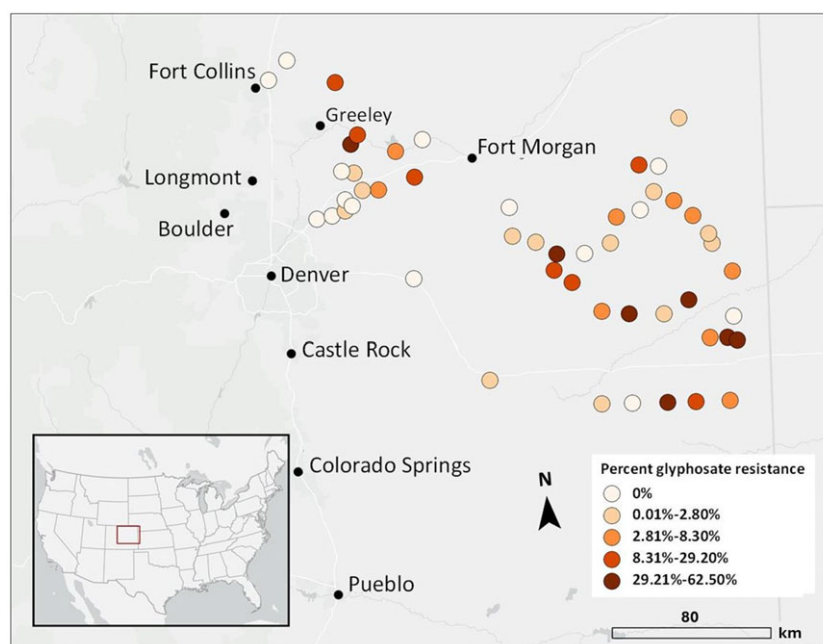 Fort Collins
Greeley
Fort Morgan
Longmont
Boulder
Denver
Castle Rock
Colorado Springs
Pueblo
N
Percent glyphosate resistance
0%
0.01%-2.80%
2.81%-8.30%
8.31%-29.20%
29.21%-62.50%
80
km